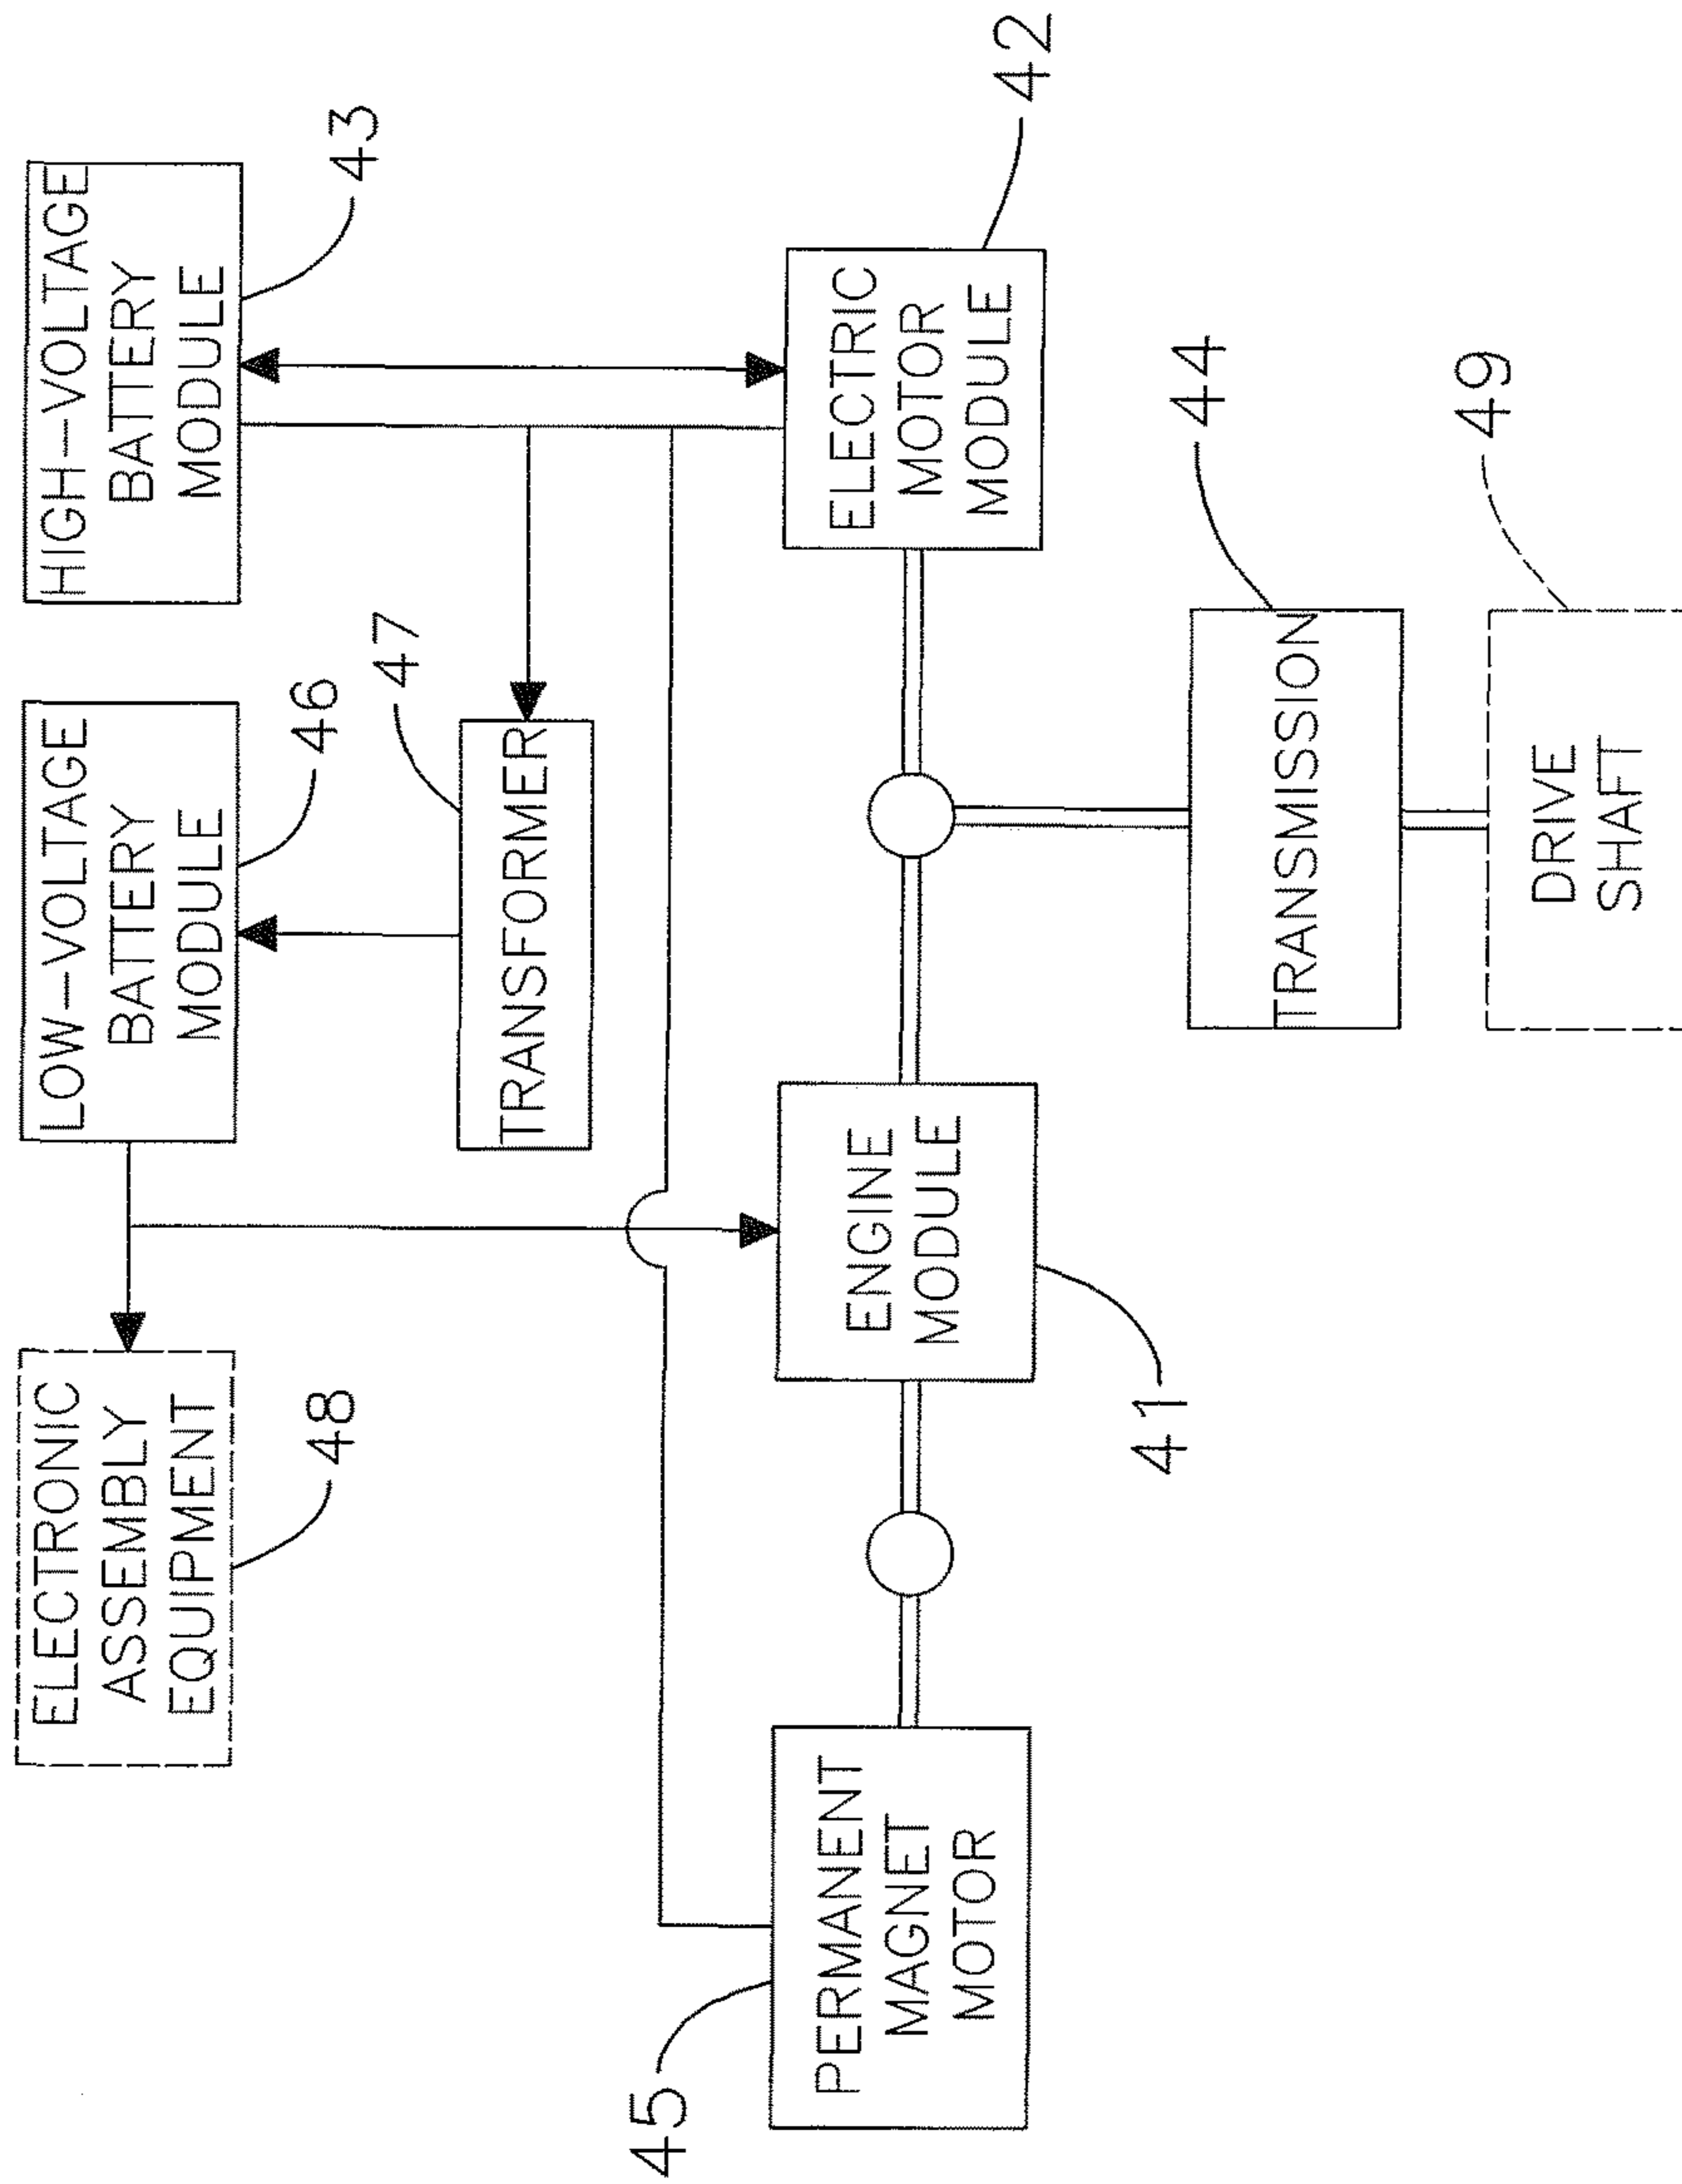 ELECTRONIC
ASSEMBLY
EQUIPMENT
48
LOW-VOLTAGE
BATTERY
MODULE
46
HIGH-VOLTAGE
BATTERY
MODULE
43
TRANSFORMER
47
45
PERMANENT
MAGNET
MOTOR
ENGINE
MODULE
41
ELECTRIC
MOTOR
MODULE
42
TRANSMISSION
44
DRIVE
SHAFT
49